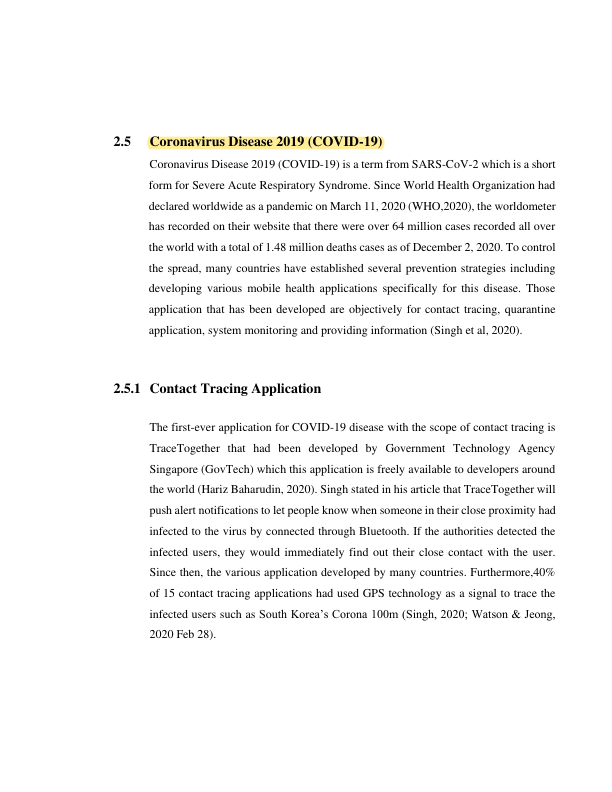 2.5 Coronavirus Disease 2019 (COVID-19)
Coronavirus Disease 2019 (COVID-19) is a term from SARS-CoV-2 which is a short
form for Severe Acute Respiratory Syndrome. Since World Health Organization had
declared worldwide as a pandemic on March 11, 2020 (WHO,2020), the worldometer
has recorded on their website that there were over 64 million cases recorded all over
the world with a total of 1.48 million deaths cases as of December 2, 2020. To control
the spread, many countries have established several prevention strategies including
developing various mobile health applications specifically for this disease. Those
application that has been developed are objectively for contact tracing, quarantine
application, system monitoring and providing information (Singh et al, 2020).
2.5.1 Contact Tracing Application
The first-ever application for COVID-19 disease with the scope of contact tracing is
TraceTogether that had been developed by Government Technology Agency
Singapore (GovTech) which this application is freely available to developers around
the world (Hariz Baharudin, 2020). Singh stated in his article that TraceTogether will
push alert notifications to let people know when someone in their close proximity had
infected to the virus by connected through Bluetooth. If the authorities detected the
infected users, they would immediately find out their close contact with the user.
Since then, the various application developed by many countries. Furthermore,40%
of 15 contact tracing applications had used GPS technology as a signal to trace the
infected users such as South Korea's Corona 100m (Singh, 2020; Watson & Jeong,
2020 Feb 28).